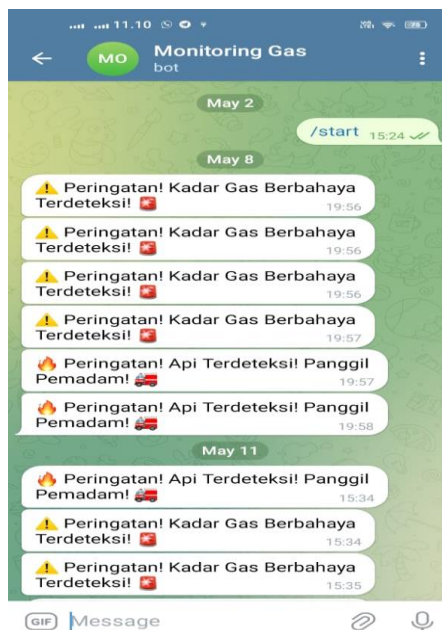 11.10
Monitoring Gas
MO
bot
May 2
/start 15:24
May 8
⚠️ Peringatan! Kadar Gas Berbahaya
Terdeteksi! 🚨
19:56
⚠️ Peringatan! Kadar Gas Berbahaya
Terdeteksi! 🚨
19:56
⚠️ Peringatan! Kadar Gas Berbahaya
Terdeteksi! 🚨
19:56
⚠️ Peringatan! Kadar Gas Berbahaya
Terdeteksi! 🚨
19:57
🔥 Peringatan! Api Terdeteksi! Panggil
Pemadam! 🚒
19:57
🔥 Peringatan! Api Terdeteksi! Panggil
Pemadam! 🚒
19:58
May 11
🔥 Peringatan! Api Terdeteksi! Panggil
Pemadam! 🚒
15:34
⚠️ Peringatan! Kadar Gas Berbahaya
Terdeteksi! 🚨
15:34
⚠️ Peringatan! Kadar Gas Berbahaya
Terdeteksi! 🚨
15:35
GIF Message